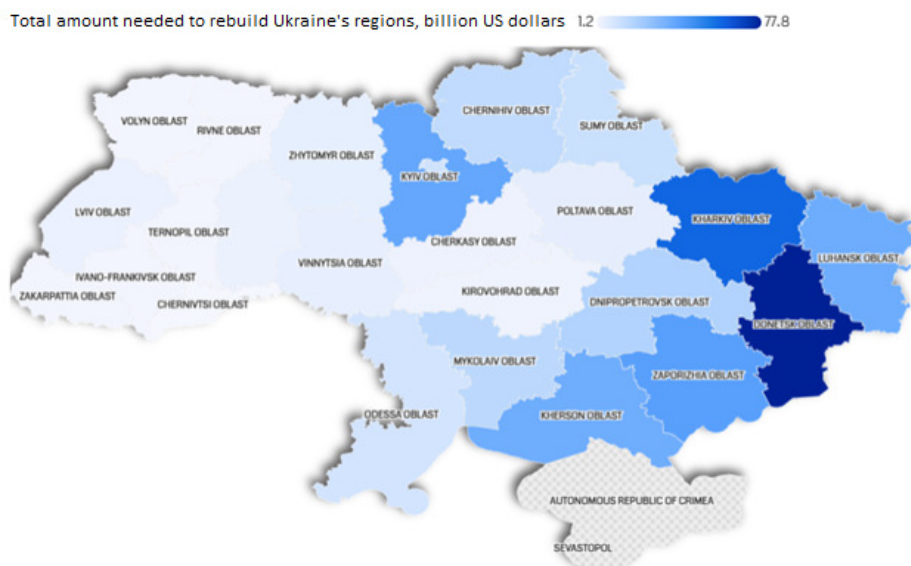 Total amount needed to rebuild Ukraine's regions, billion US dollars 1.2 77.8
CHERNIHIV OBLAST
VOLYN OBLAST
RIVNE OBLAST
SUMY OBLAST
ZHYTOMYR OBLAST
KYIV OBLAST
LVIV OBLAST
POLTAVA OBLAST
KHARKIV OBLAST
TERNOPIL OBLAST
CHERKASY OBLAST
VINNYTSIA OBLAST
LUHANSK OBLAST
IVANO-FRANKIVSK OBLAST
KIROVOHRAD OBLAST
ZAKARPATTIA OBLAST
CHERNIVTSI OBLAST
DNIPROPETROVSK OBLAST
DONETSK OBLAST
MYKOLAIV OBLAST
ZAPORIZHIA OBLAST
ODESSA OBLAST
KHERSON OBLAST
AUTONOMOUS REPUBLIC OF CRIMEA
SEVASTOPOL